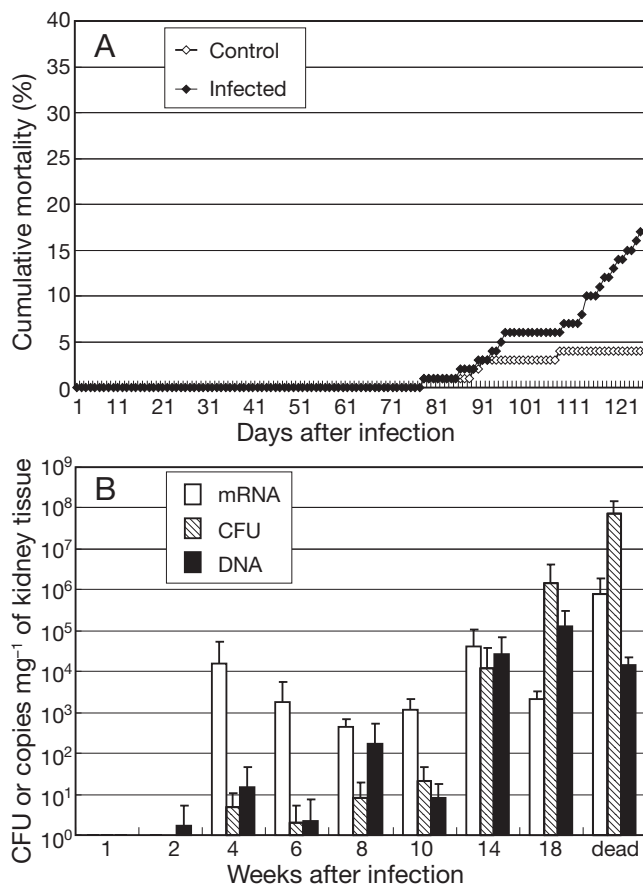 A
Control
Infected
40
35
30
25
20
15
10
5
0
Cumulative mortality (%)
1 11 21 31 41 51 61 71 81 91 101 111 121
Days after infection
B
mRNA
CFU
DNA
10⁹
10⁸
10⁷
10⁶
10⁵
10⁴
10³
10²
10¹
10⁰
CFU or copies mg⁻¹ of kidney tissue
1 2 4 6 8 10 14 18 dead
Weeks after infection